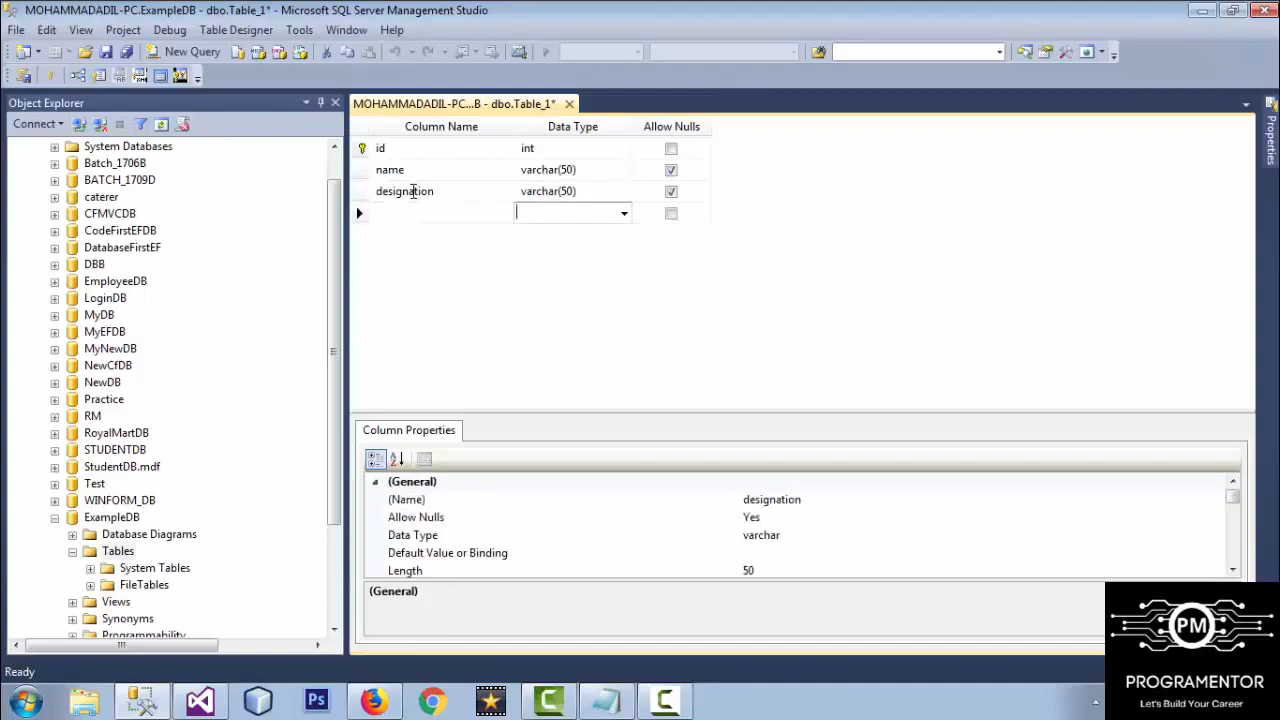 MOHAMMADADIL-PC.ExampleDB - dbo.Table_1* - Microsoft SQL Server Management Studio
File Edit View Project Debug Table Designer Tools Window Help
New Query
Object Explorer
Connect
System Databases
Batch_1706B
BATCH_1709D
caterer
CFMVCDB
CodeFirstEFDB
DatabaseFirstEF
DBB
EmployeeDB
LoginDB
MyDB
MyEFDB
MyNewDB
NewCfDB
NewDB
Practice
RM
RoyalMartDB
STUDENTDB
StudentDB.mdf
Test
WINFORM_DB
ExampleDB
Database Diagrams
Tables
System Tables
FileTables
Views
Synonyms
Programmability
MOHAMMADADIL-PC...B - dbo.Table_1*
Column Name Data Type Allow Nulls
id int
name varchar(50)
designation varchar(50)
Column Properties
(General)
(Name) designation
Allow Nulls Yes
Data Type varchar
Default Value or Binding
Length 50
(General)
Properties
Ready
Ps
PM
PROGRAMENTOR
Let's Build Your Career